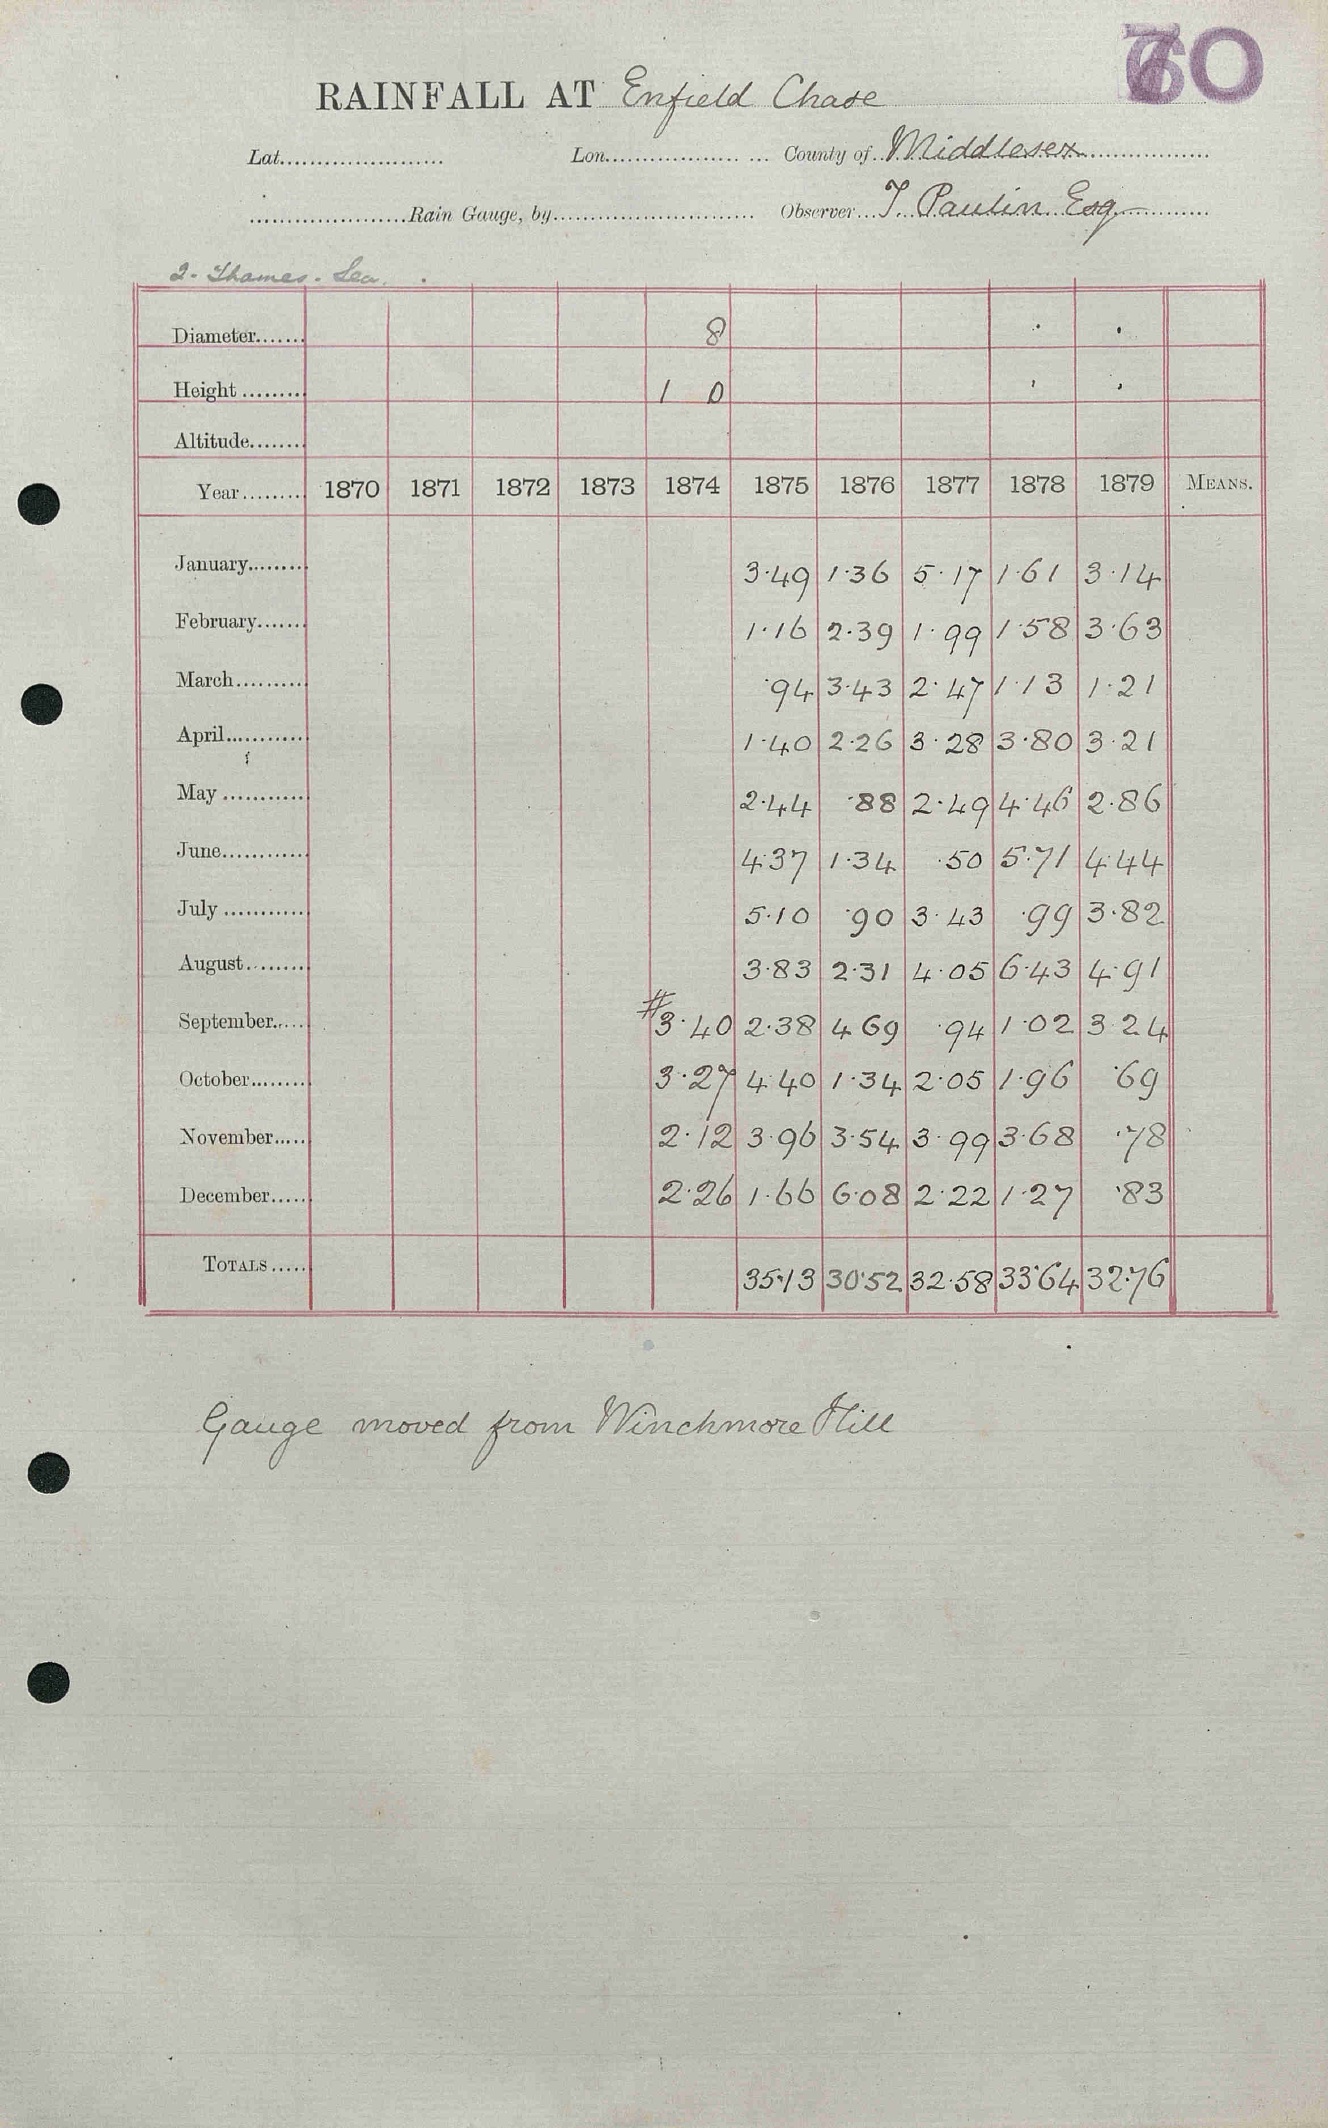 70
RAINFALL AT Enfield Chase
Lat...................... Lon...................... County of Middlesex
.....................Rain Gauge, by........................... Observer T Paulin Esq
2. Thames. Lea.
Diameter....... 8
Height......... 1 0
Altitude........
Year......... 1870 1871 1872 1873 1874 1875 1876 1877 1878 1879 MEANS.
January......... 3·49 1·36 5·17 1·61 3·14
February....... 1·16 2·39 1·99 1·58 3·63
March.......... ·94 3·43 2·47 1·13 1·21
April........... 1·40 2·26 3·28 3·80 3·21
May........... 2·44 ·88 2·49 4·46 2·86
June............ 4·37 1·34 ·50 5·71 4·44
July........... 5·10 ·90 3·43 ·99 3·82
August......... 3·83 2·31 4·05 6·43 4·91
September...... #3·40 2·38 4·69 ·94 1·02 3·24
October........ 3·27 4·40 1·34 2·05 1·96 ·69
November..... 2·12 3·96 3·54 3·99 3·68 ·78
December..... 2·26 1·66 6·08 2·22 1·27 ·83
TOTALS..... 35·13 30·52 32·58 33·64 32·76
Gauge moved from Winchmore Hill